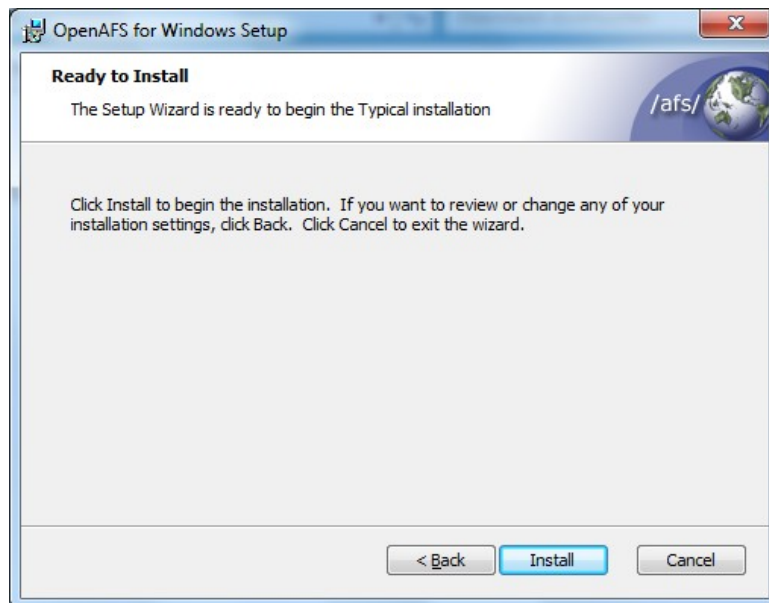 OpenAFS for Windows Setup
X
Ready to Install
The Setup Wizard is ready to begin the Typical installation
/afs/
Click Install to begin the installation. If you want to review or change any of your
installation settings, click Back. Click Cancel to exit the wizard.
< Back
Install
Cancel